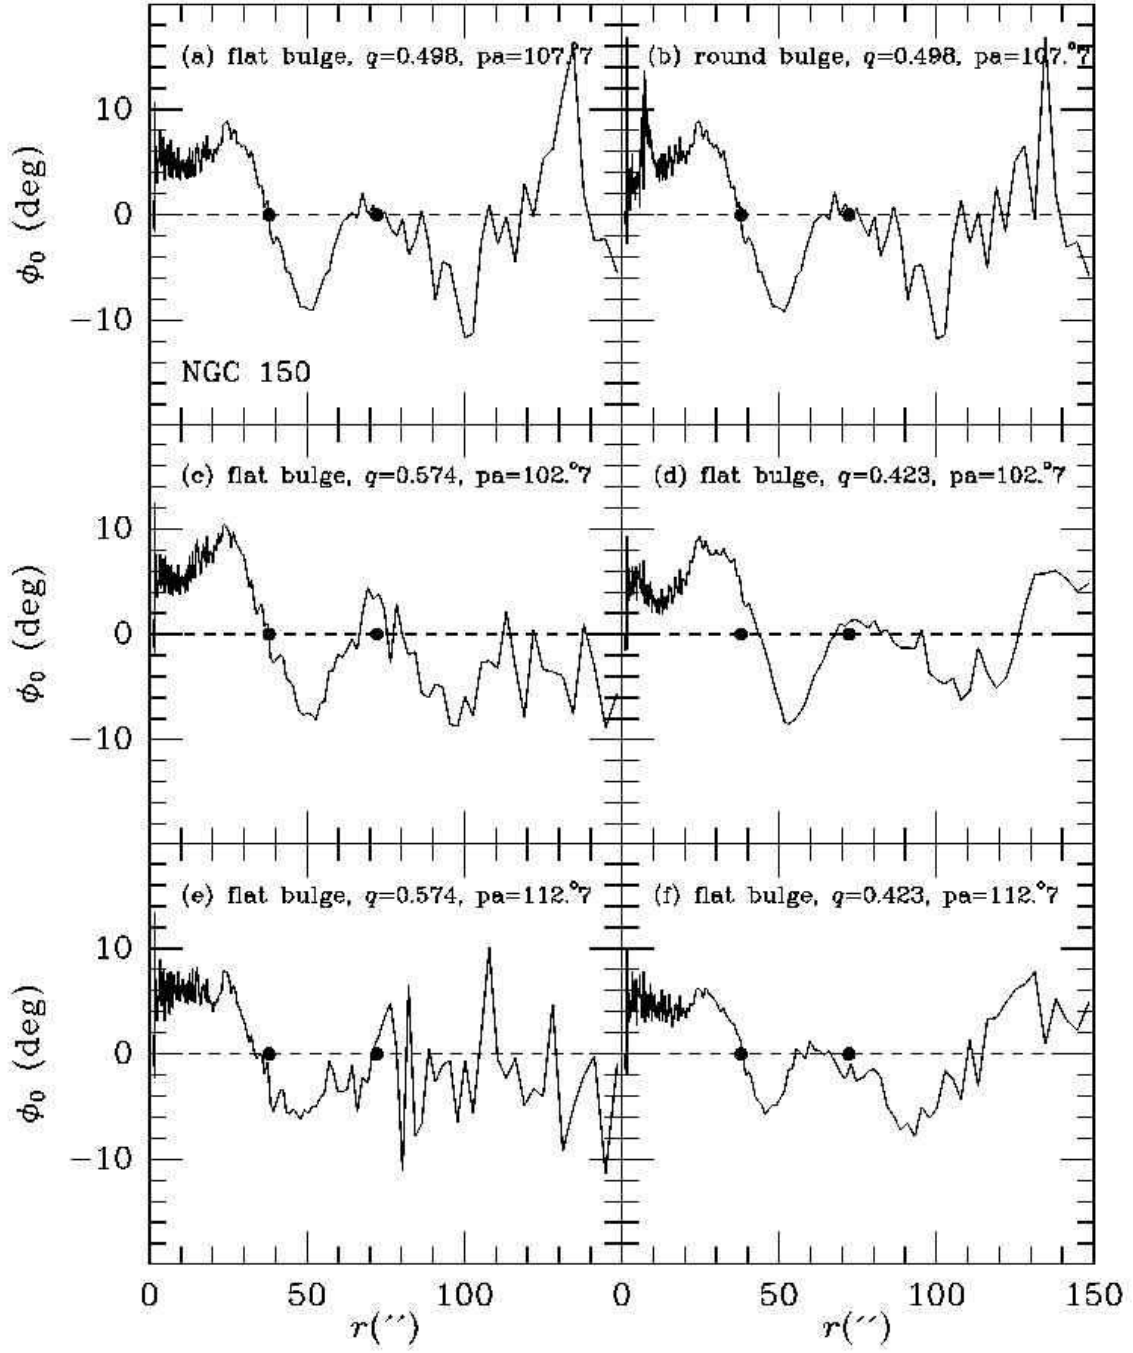 (a) flat bulge, q=0.498, pa=107.°7
(b) round bulge, q=0.498, pa=107.°7
10
0
−10
ϕ₀ (deg)
NGC 150
(c) flat bulge, q=0.574, pa=102.°7
(d) flat bulge, q=0.423, pa=102.°7
10
0
−10
ϕ₀ (deg)
(e) flat bulge, q=0.574, pa=112.°7
(f) flat bulge, q=0.423, pa=112.°7
10
0
−10
ϕ₀ (deg)
0 50 100 0 50 100 150
r(′′) r(′′)